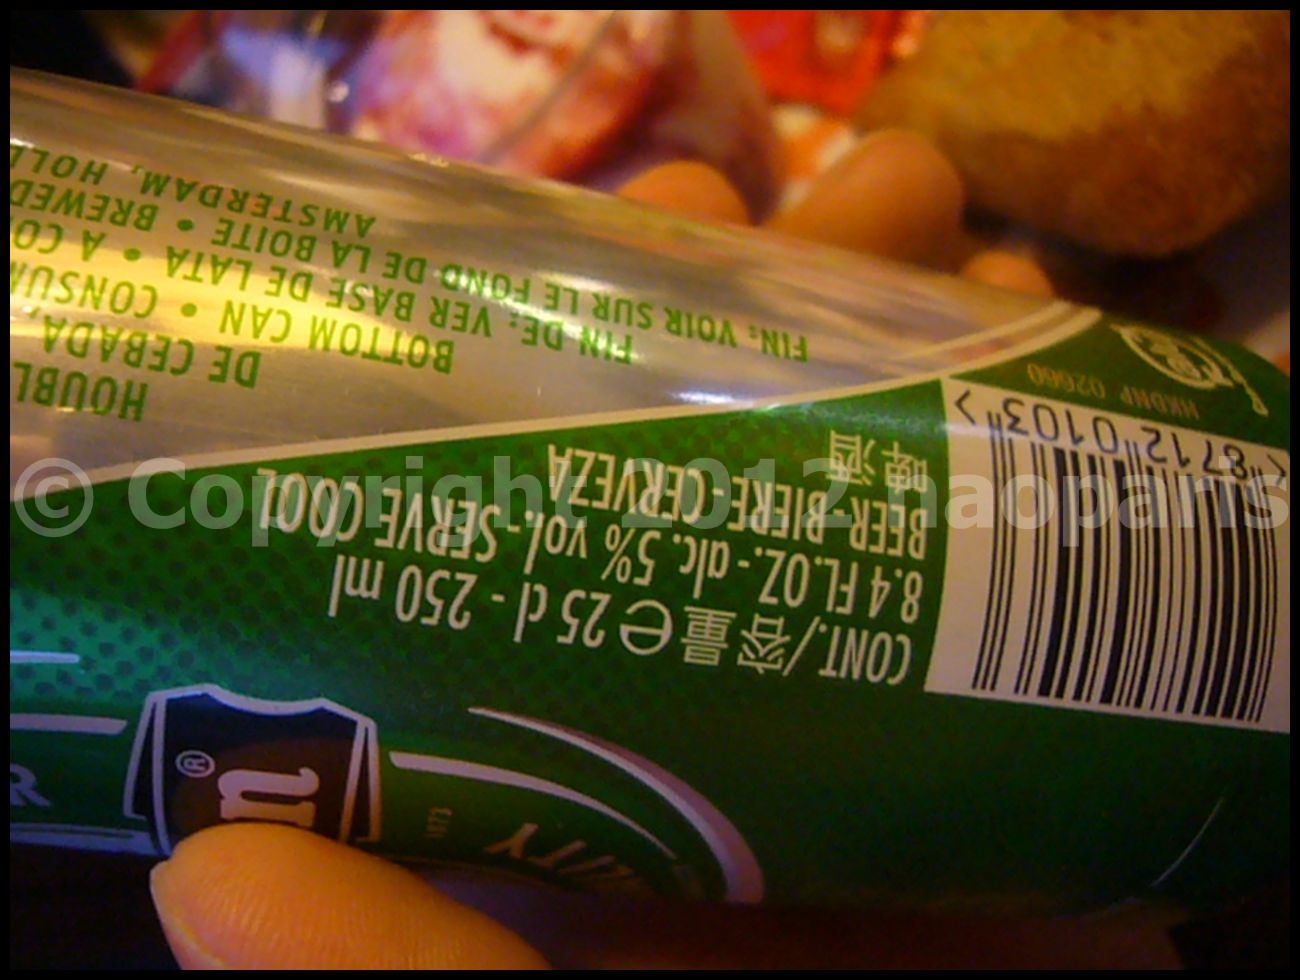 HOUBL
DE CEBADA,
BOTTOM CAN • CONSUM
FIN DE: VER BASE DE LATA • A CO
FIN: VOIR SUR LE FOND DE LA BOITE • BREWED
AMSTERDAM, HOLL
HKDNP 02660
<"8712"0103">
啤酒
BEER-BIERE-CERVEZA
8.4 FL.OZ.- alc. 5% vol.- SERVE COOL
CONT./容量 ℮ 25 cl - 250 ml
n®
1873
© Copyright 2012 naoparis